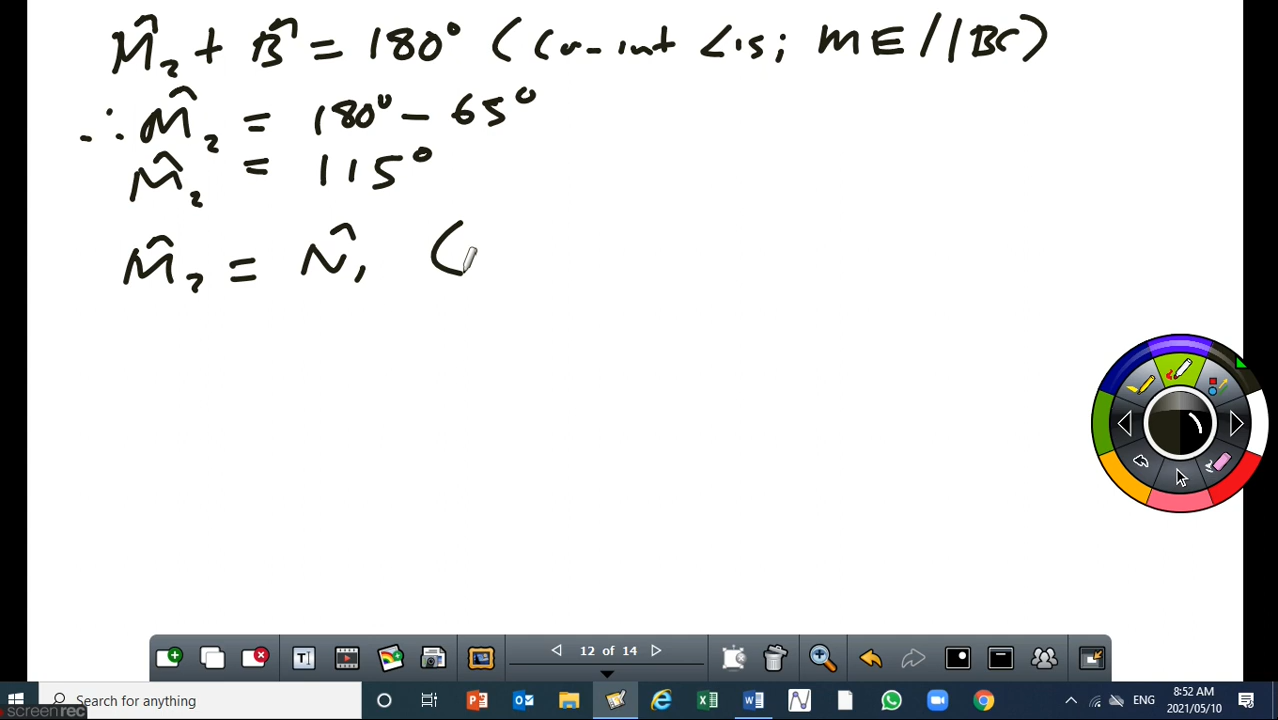 M̂₂ + B̂ = 180° (Co-int ∠'s; ME//BC)
∴ M̂₂ = 180° - 65°
M̂₂ = 115°
M̂₂ = N̂₁ (
12 of 14
Search for anything
ENG
8:52 AM
2021/05/10
screenrec